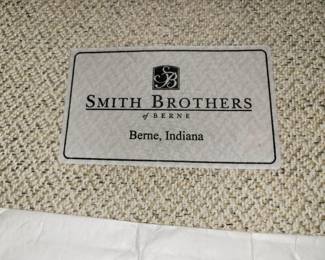 SB
SMITH BROTHERS
of BERNE
Berne, Indiana